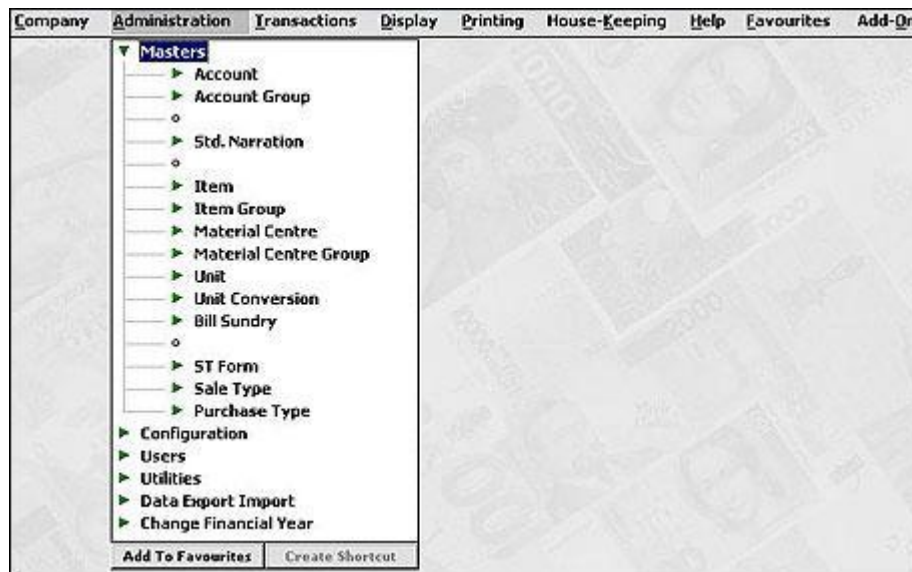 Company Administration Transactions Display Printing House-Keeping Help Favourites Add-On
Masters
Account
Account Group
Std. Narration
Item
Item Group
Material Centre
Material Centre Group
Unit
Unit Conversion
Bill Sundry
ST Form
Sale Type
Purchase Type
Configuration
Users
Utilities
Data Export Import
Change Financial Year
Add To Favourites Create Shortcut
2000